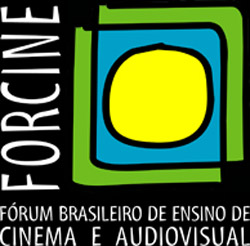 FORCINE
FÓRUM BRASILEIRO DE ENSINO DE
CINEMA E AUDIOVISUAL